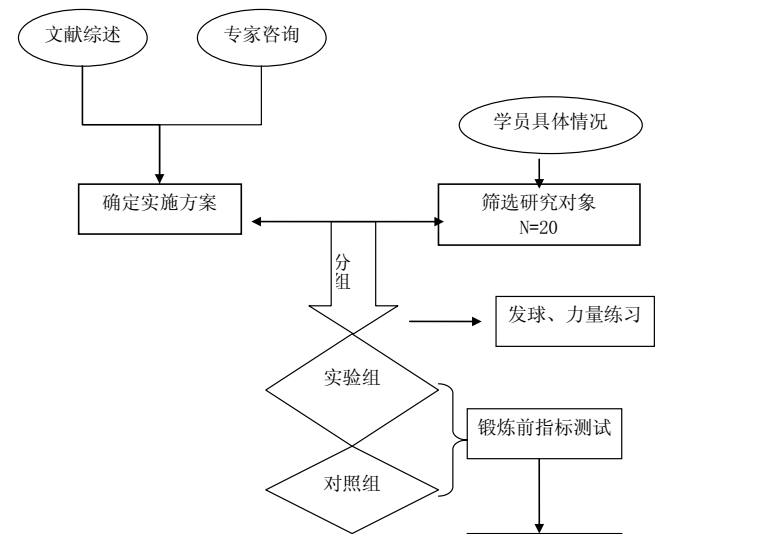 文献综述
专家咨询
学员具体情况
确定实施方案
筛选研究对象
N=20
分
组
发球、力量练习
实验组
锻炼前指标测试
对照组